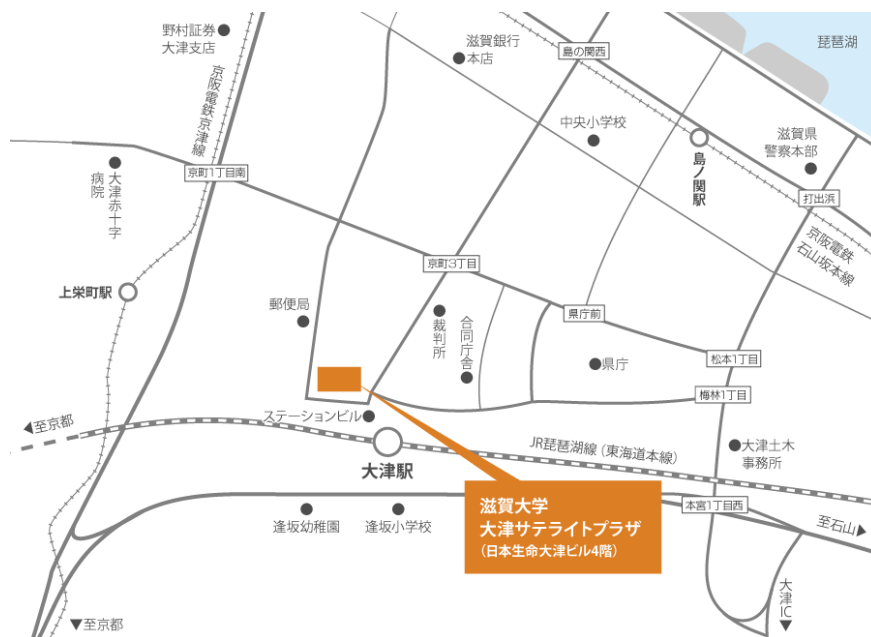 野村証券
大津支店
滋賀銀行
本店
島の関西
琵琶湖
京阪電鉄京津線
中央小学校
滋賀県
警察本部
島ノ関駅
大津赤十字
病院
京町1丁目南
打出浜
京阪電鉄
石山坂本線
京町3丁目
上栄町駅
郵便局
裁判所
合同庁舎
県庁前
県庁
松本1丁目
梅林1丁目
ステーションビル
◀至京都
大津駅
JR琵琶湖線(東海道本線)
大津土木
事務所
滋賀大学
大津サテライトプラザ
(日本生命大津ビル4階)
本宮1丁目西
至石山▶
逢坂幼稚園
逢坂小学校
大津IC▼
▼至京都